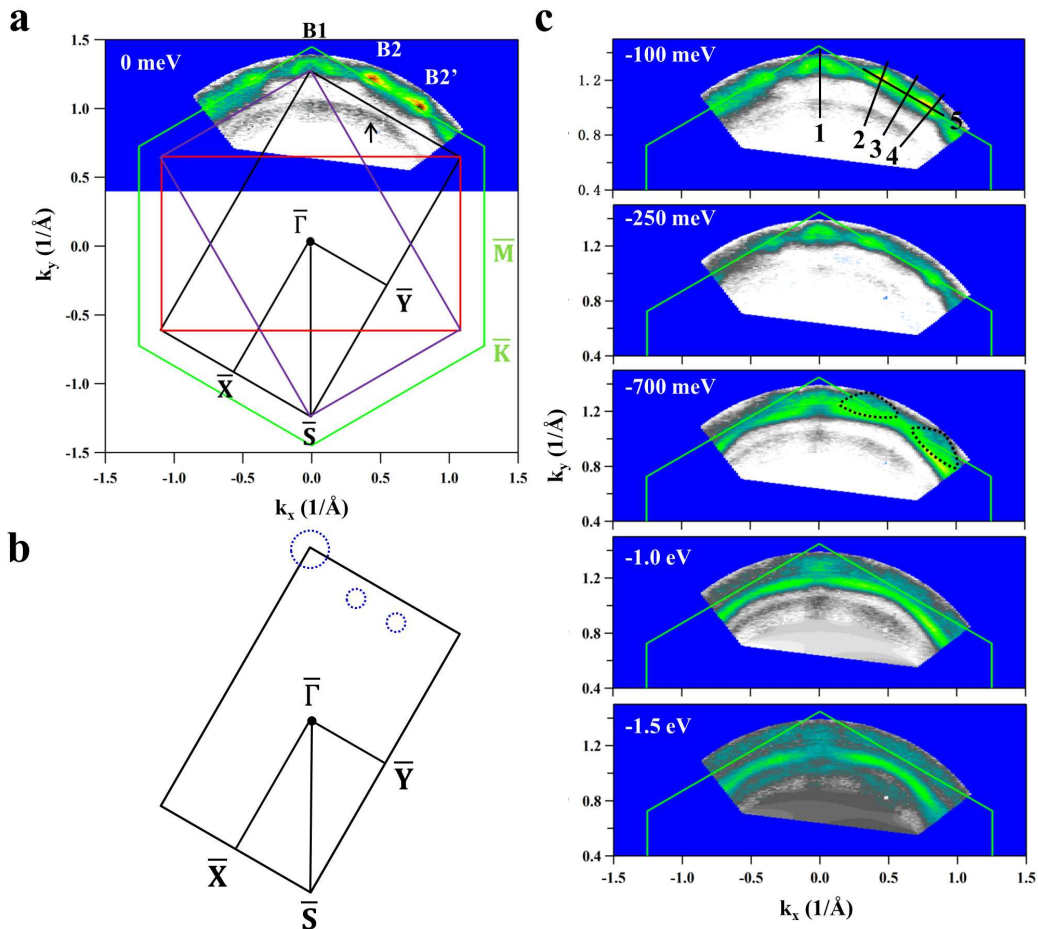 a
B1
B2
B2'
0 meV
1.5
1.0
0.5
0.0
-0.5
-1.0
-1.5
k_y (1/Å)
Γ̅
M̅
Y̅
K̅
X̅
S̅
-1.5 -1.0 -0.5 0.0 0.5 1.0 1.5
k_x (1/Å)
b
Γ̅
Y̅
X̅
S̅
c
-100 meV
1.2
0.8
0.4
1
2
3
4
5
-250 meV
1.2
0.8
0.4
-700 meV
1.2
0.8
0.4
k_y (1/Å)
-1.0 eV
1.2
0.8
0.4
-1.5 eV
1.2
0.8
0.4
-1.5 -1.0 -0.5 0.0 0.5 1.0 1.5
k_x (1/Å)